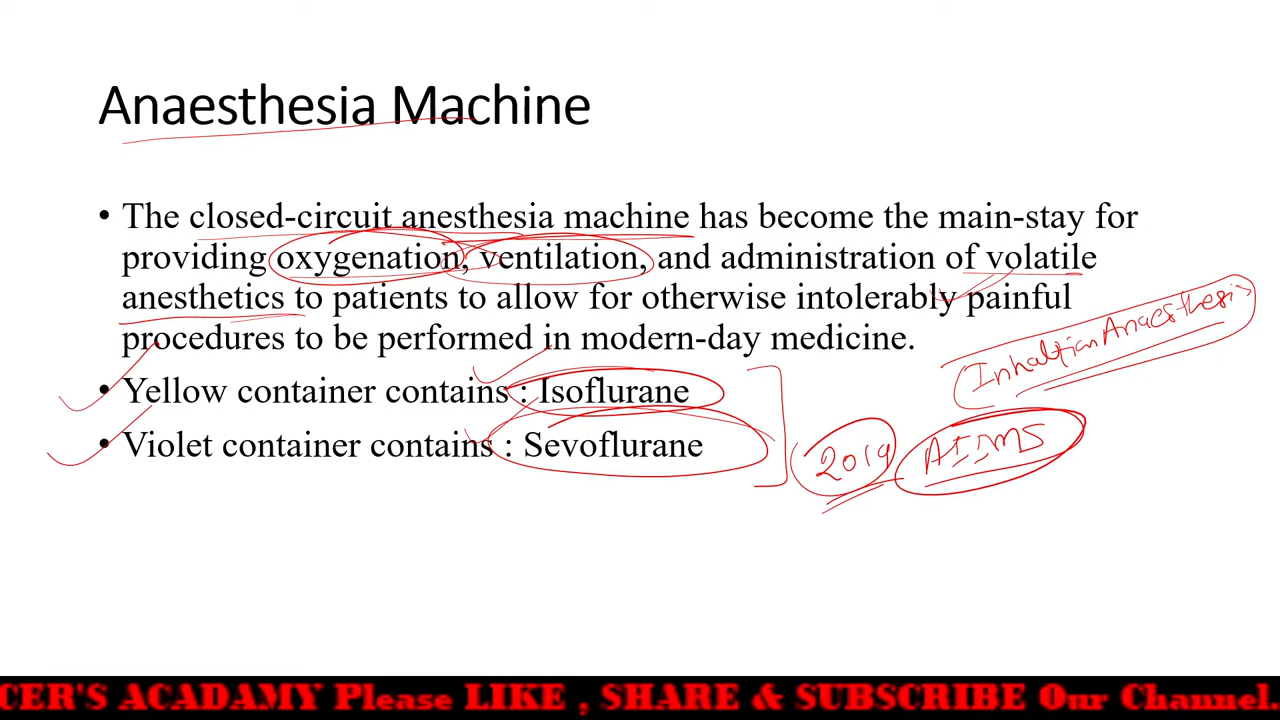 Anaesthesia Machine
• The closed-circuit anesthesia machine has become the main-stay for
providing oxygenation, ventilation, and administration of volatile
anesthetics to patients to allow for otherwise intolerably painful
procedures to be performed in modern-day medicine.
• Yellow container contains : Isoflurane
• Violet container contains : Sevoflurane
Inhaltian Anaesthesi
2019 AIIMS
CER'S ACADAMY Please LIKE , SHARE & SUBSCRIBE Our Channel.